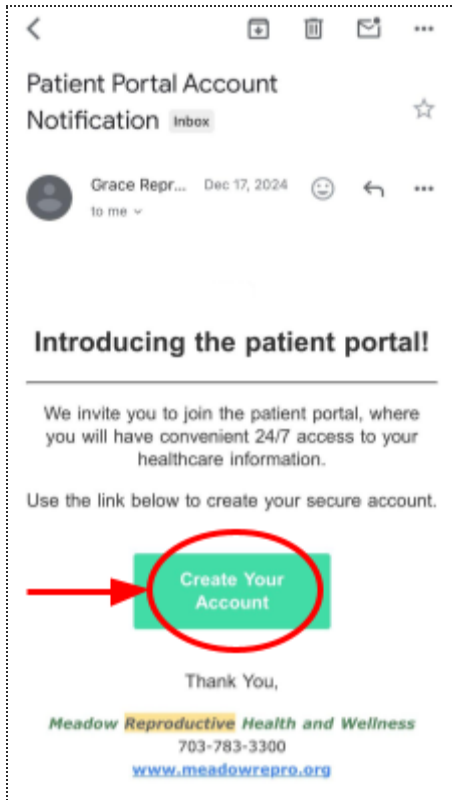 Patient Portal Account
Notification Inbox
Grace Repr... Dec 17, 2024
to me
Introducing the patient portal!
We invite you to join the patient portal, where
you will have convenient 24/7 access to your
healthcare information.
Use the link below to create your secure account.
Create Your
Account
Thank You,
Meadow Reproductive Health and Wellness
703-783-3300
www.meadowrepro.org